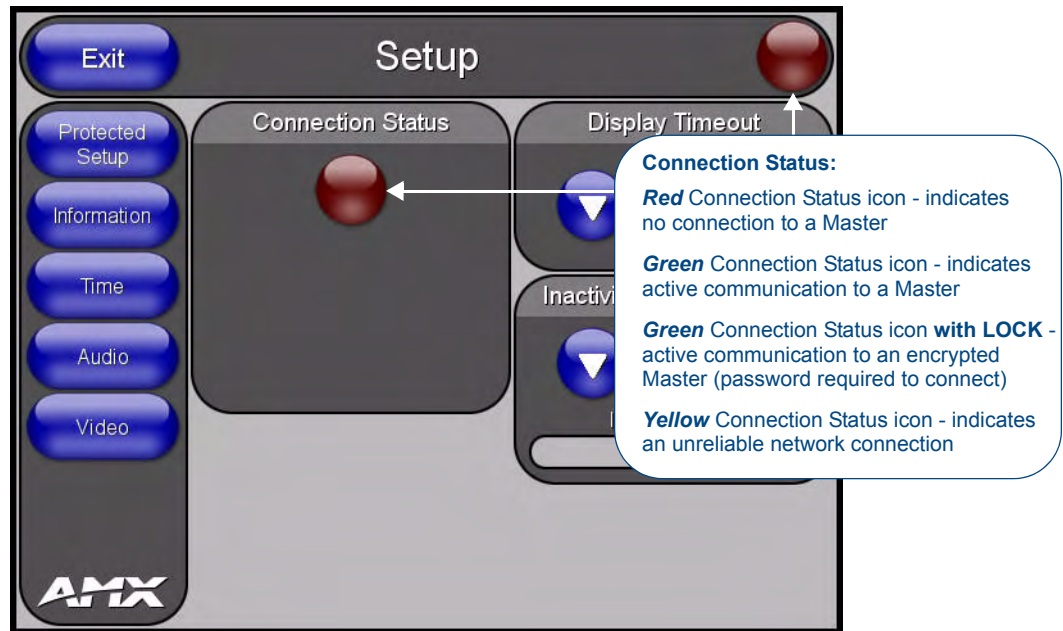 Exit
Setup
Protected
Setup
Information
Time
Audio
Video
AMX
Connection Status
Display Timeout
Connection Status:
Red Connection Status icon - indicates
no connection to a Master
Green Connection Status icon - indicates
active communication to a Master
Green Connection Status icon with LOCK -
active communication to an encrypted
Master (password required to connect)
Yellow Connection Status icon - indicates
an unreliable network connection